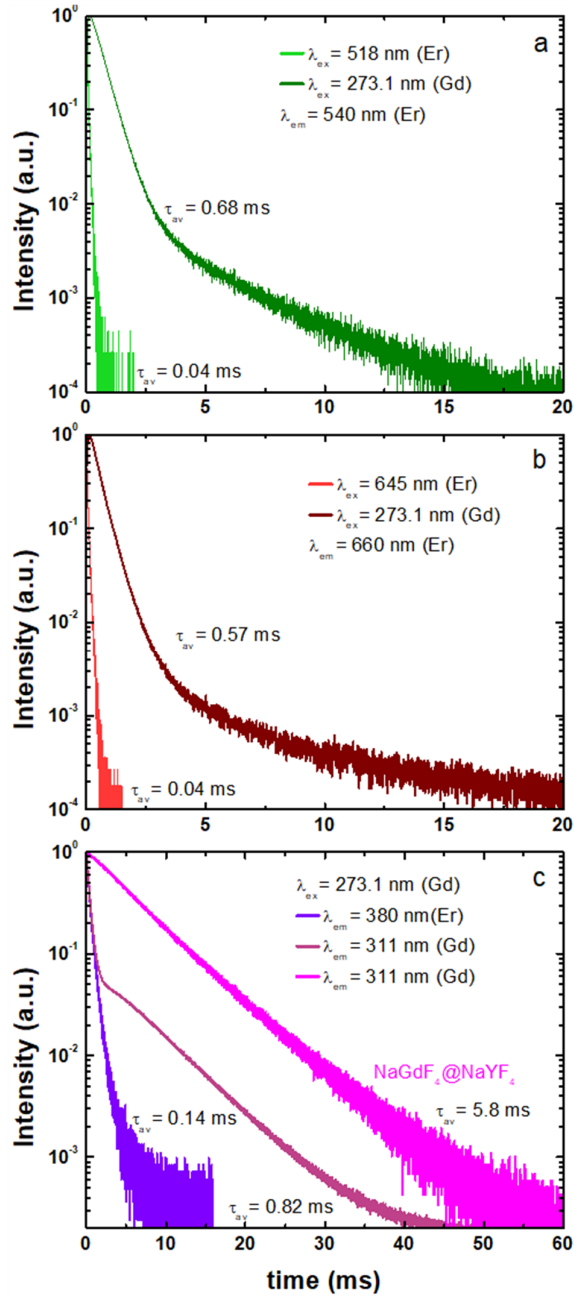 a
λex = 518 nm (Er)
λex = 273.1 nm (Gd)
λem = 540 nm (Er)
τav = 0.68 ms
τav = 0.04 ms
Intensity (a.u.)
10⁰
10⁻¹
10⁻²
10⁻³
10⁻⁴
0 5 10 15 20
b
λex = 645 nm (Er)
λex = 273.1 nm (Gd)
λem = 660 nm (Er)
τav = 0.57 ms
τav = 0.04 ms
Intensity (a.u.)
10⁰
10⁻¹
10⁻²
10⁻³
10⁻⁴
0 5 10 15 20
c
λex = 273.1 nm (Gd)
λem = 380 nm(Er)
λem = 311 nm (Gd)
λem = 311 nm (Gd)
NaGdF₄@NaYF₄
τav = 5.8 ms
τav = 0.14 ms
τav = 0.82 ms
Intensity (a.u.)
10⁰
10⁻¹
10⁻²
10⁻³
0 5 10 15 20 30 40 50 60
time (ms)